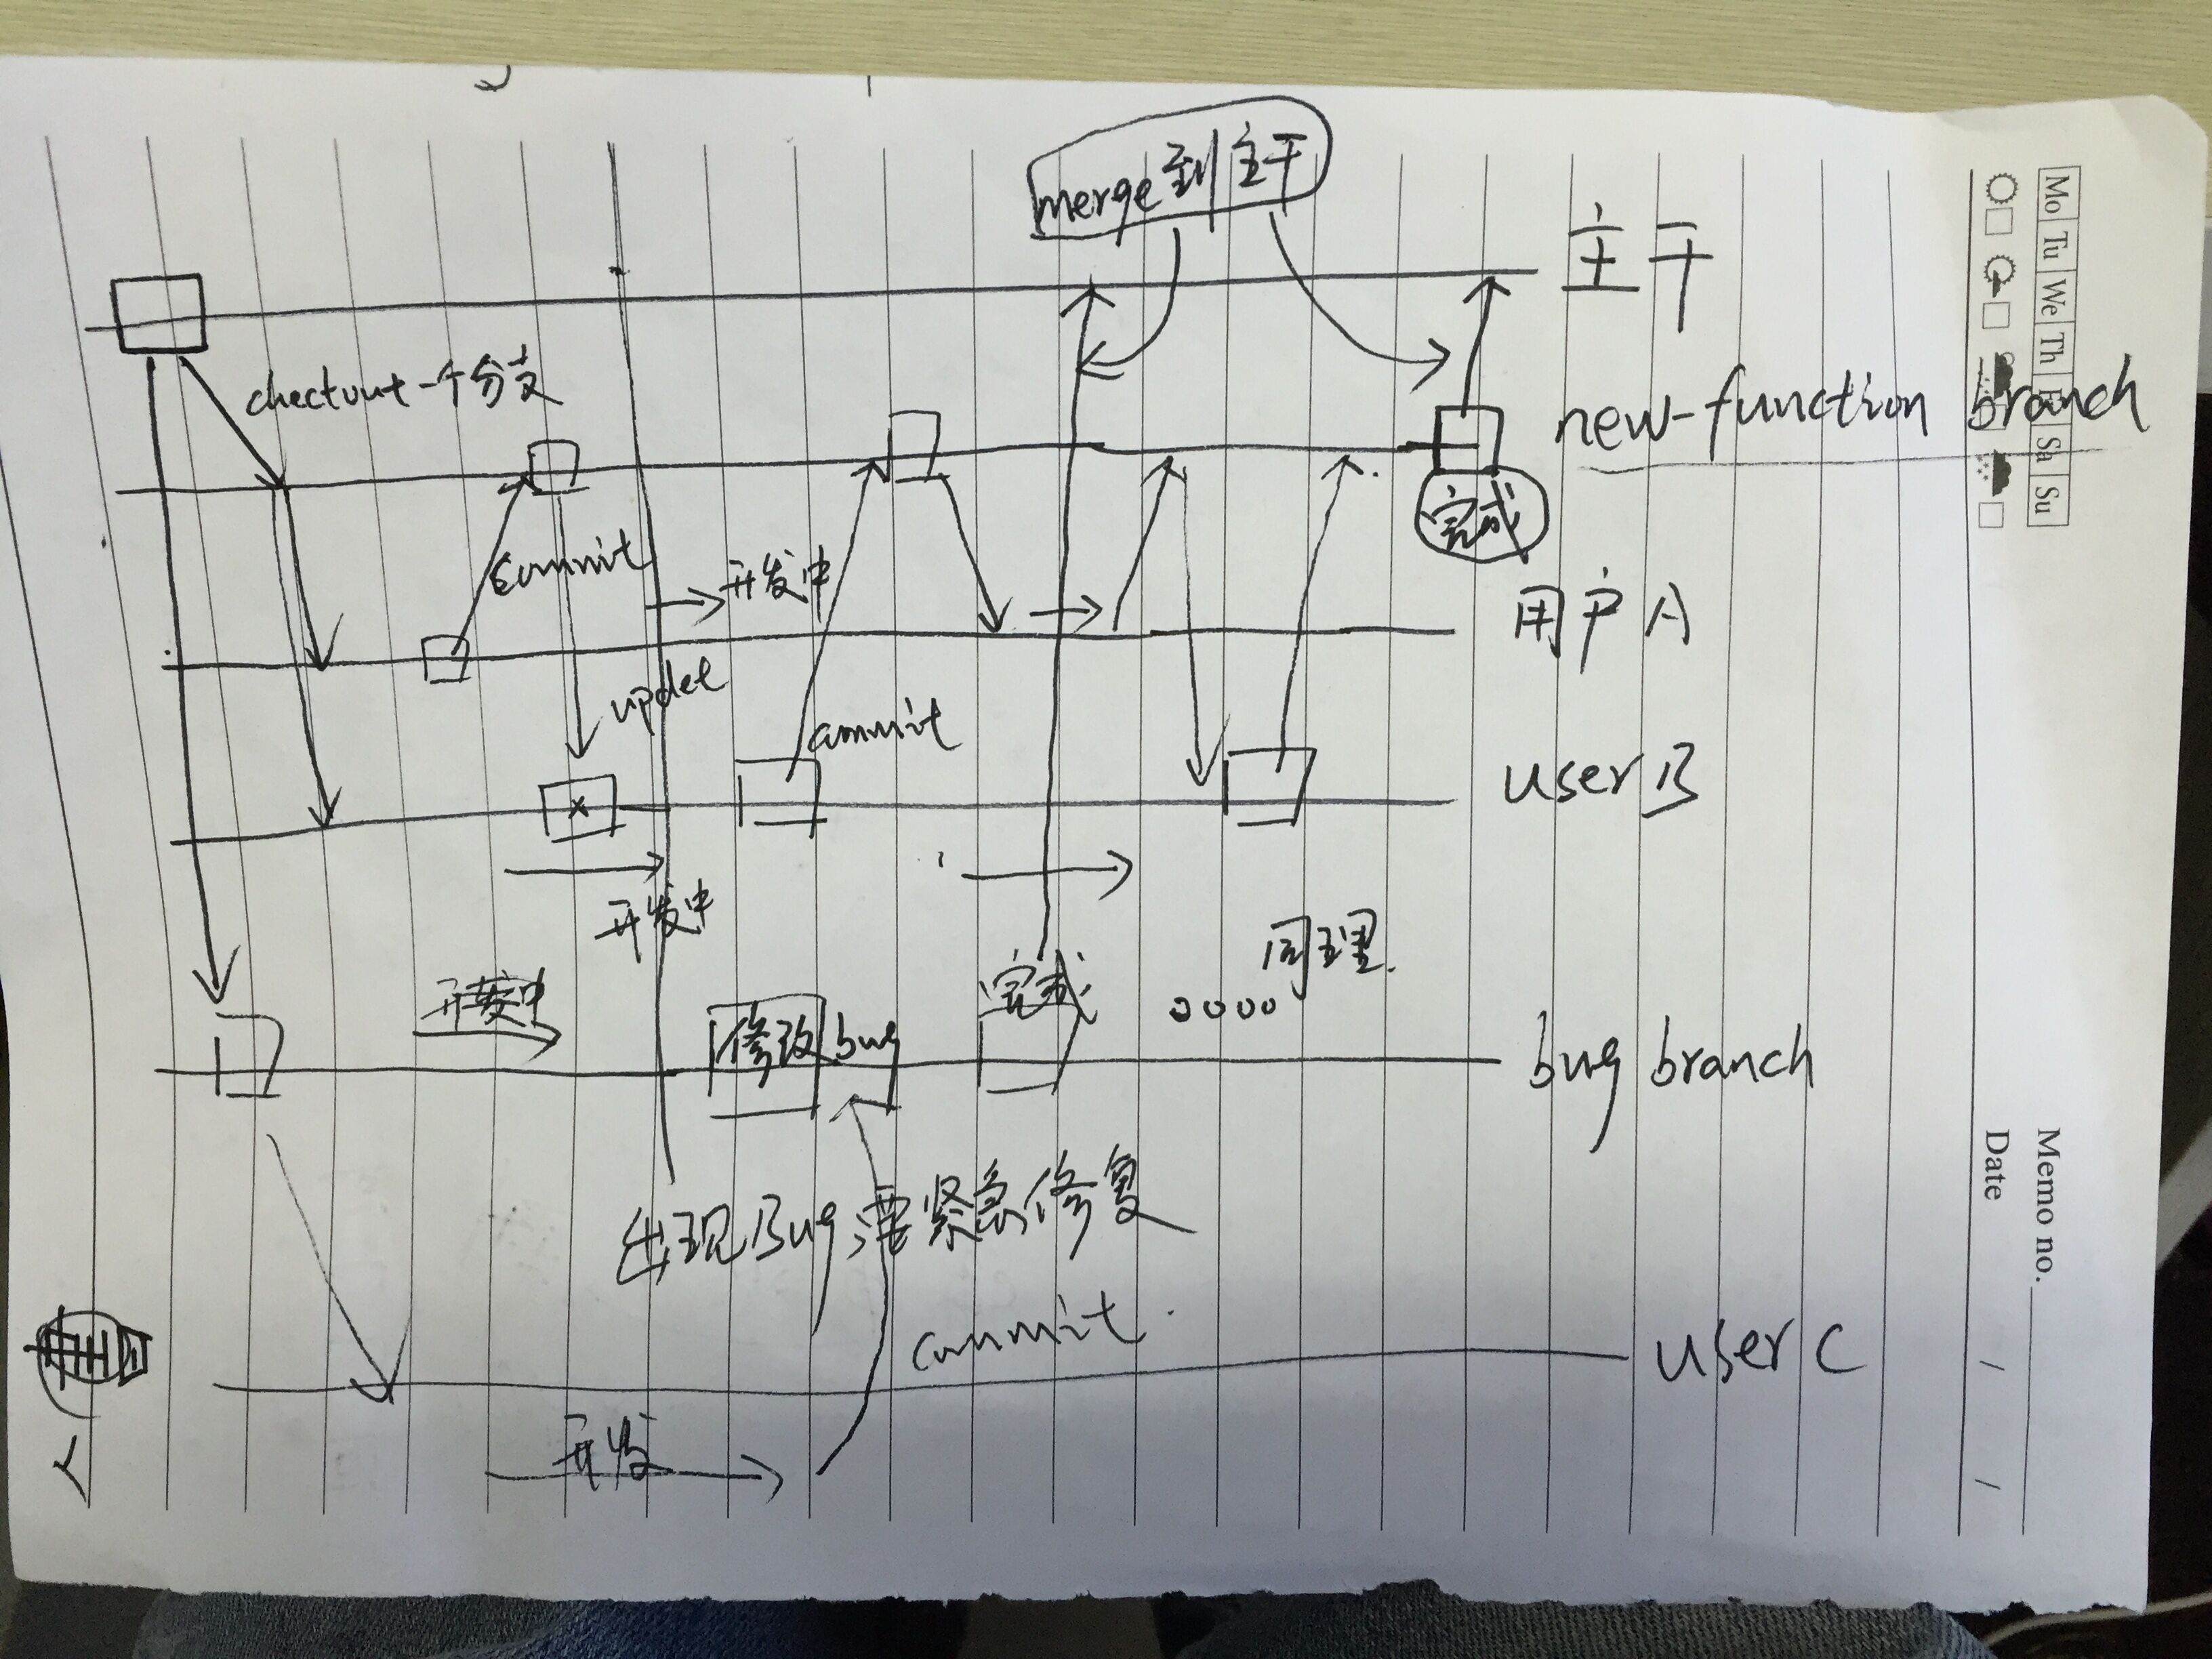 merge到主干
主干
checkout一个分支
new-function branch
完成
commit
开发中
用户A
updet
commit
user B
开发中
同理.
开发中
完成
修改bug
bug branch
出现Bug需紧急修复
commit.
user C
开发
Mo Tu We Th Fr Sa Su
Memo no.
Date / /